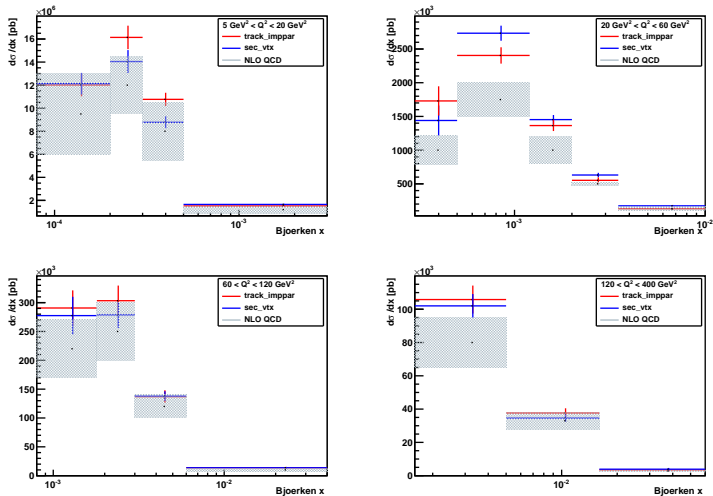 ×10⁶
dσ/dx [pb]
16
14
12
10
8
6
4
2
5 GeV² < Q² < 20 GeV²
track_imppar
sec_vtx
NLO QCD
10⁻⁴
10⁻³
Bjoerken x
×10³
dσ/dx [pb]
2500
2000
1500
1000
500
20 GeV² < Q² < 60 GeV²
track_imppar
sec_vtx
NLO QCD
10⁻³
10⁻²
Bjoerken x
×10³
dσ/dx [pb]
300
250
200
150
100
50
0
60 < Q² < 120 GeV²
track_imppar
sec_vtx
NLO QCD
10⁻³
10⁻²
Bjoerken x
×10³
dσ/dx [pb]
100
80
60
40
20
0
120 < Q² < 400 GeV²
track_imppar
sec_vtx
NLO QCD
10⁻²
Bjoerken x